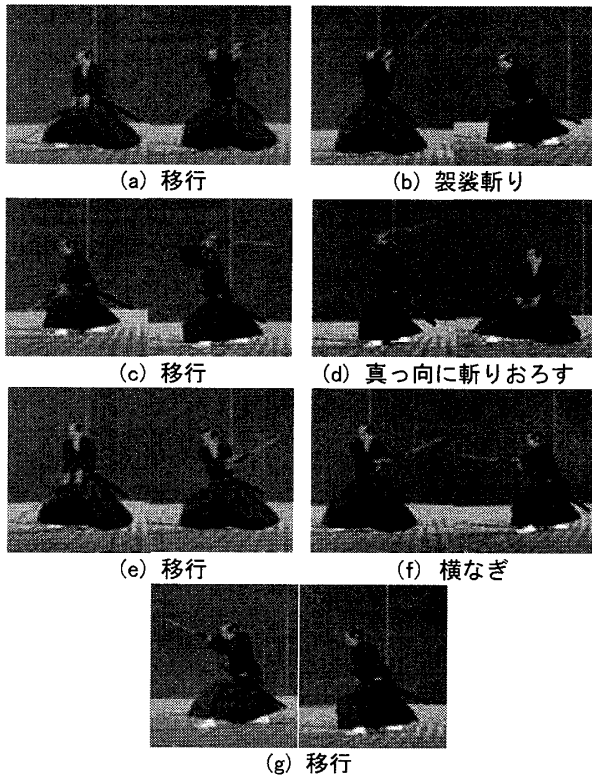 (a) 移行
(b) 袈裟斬り
(c) 移行
(d) 真っ向に斬りおろす
(e) 移行
(f) 横なぎ
(g) 移行